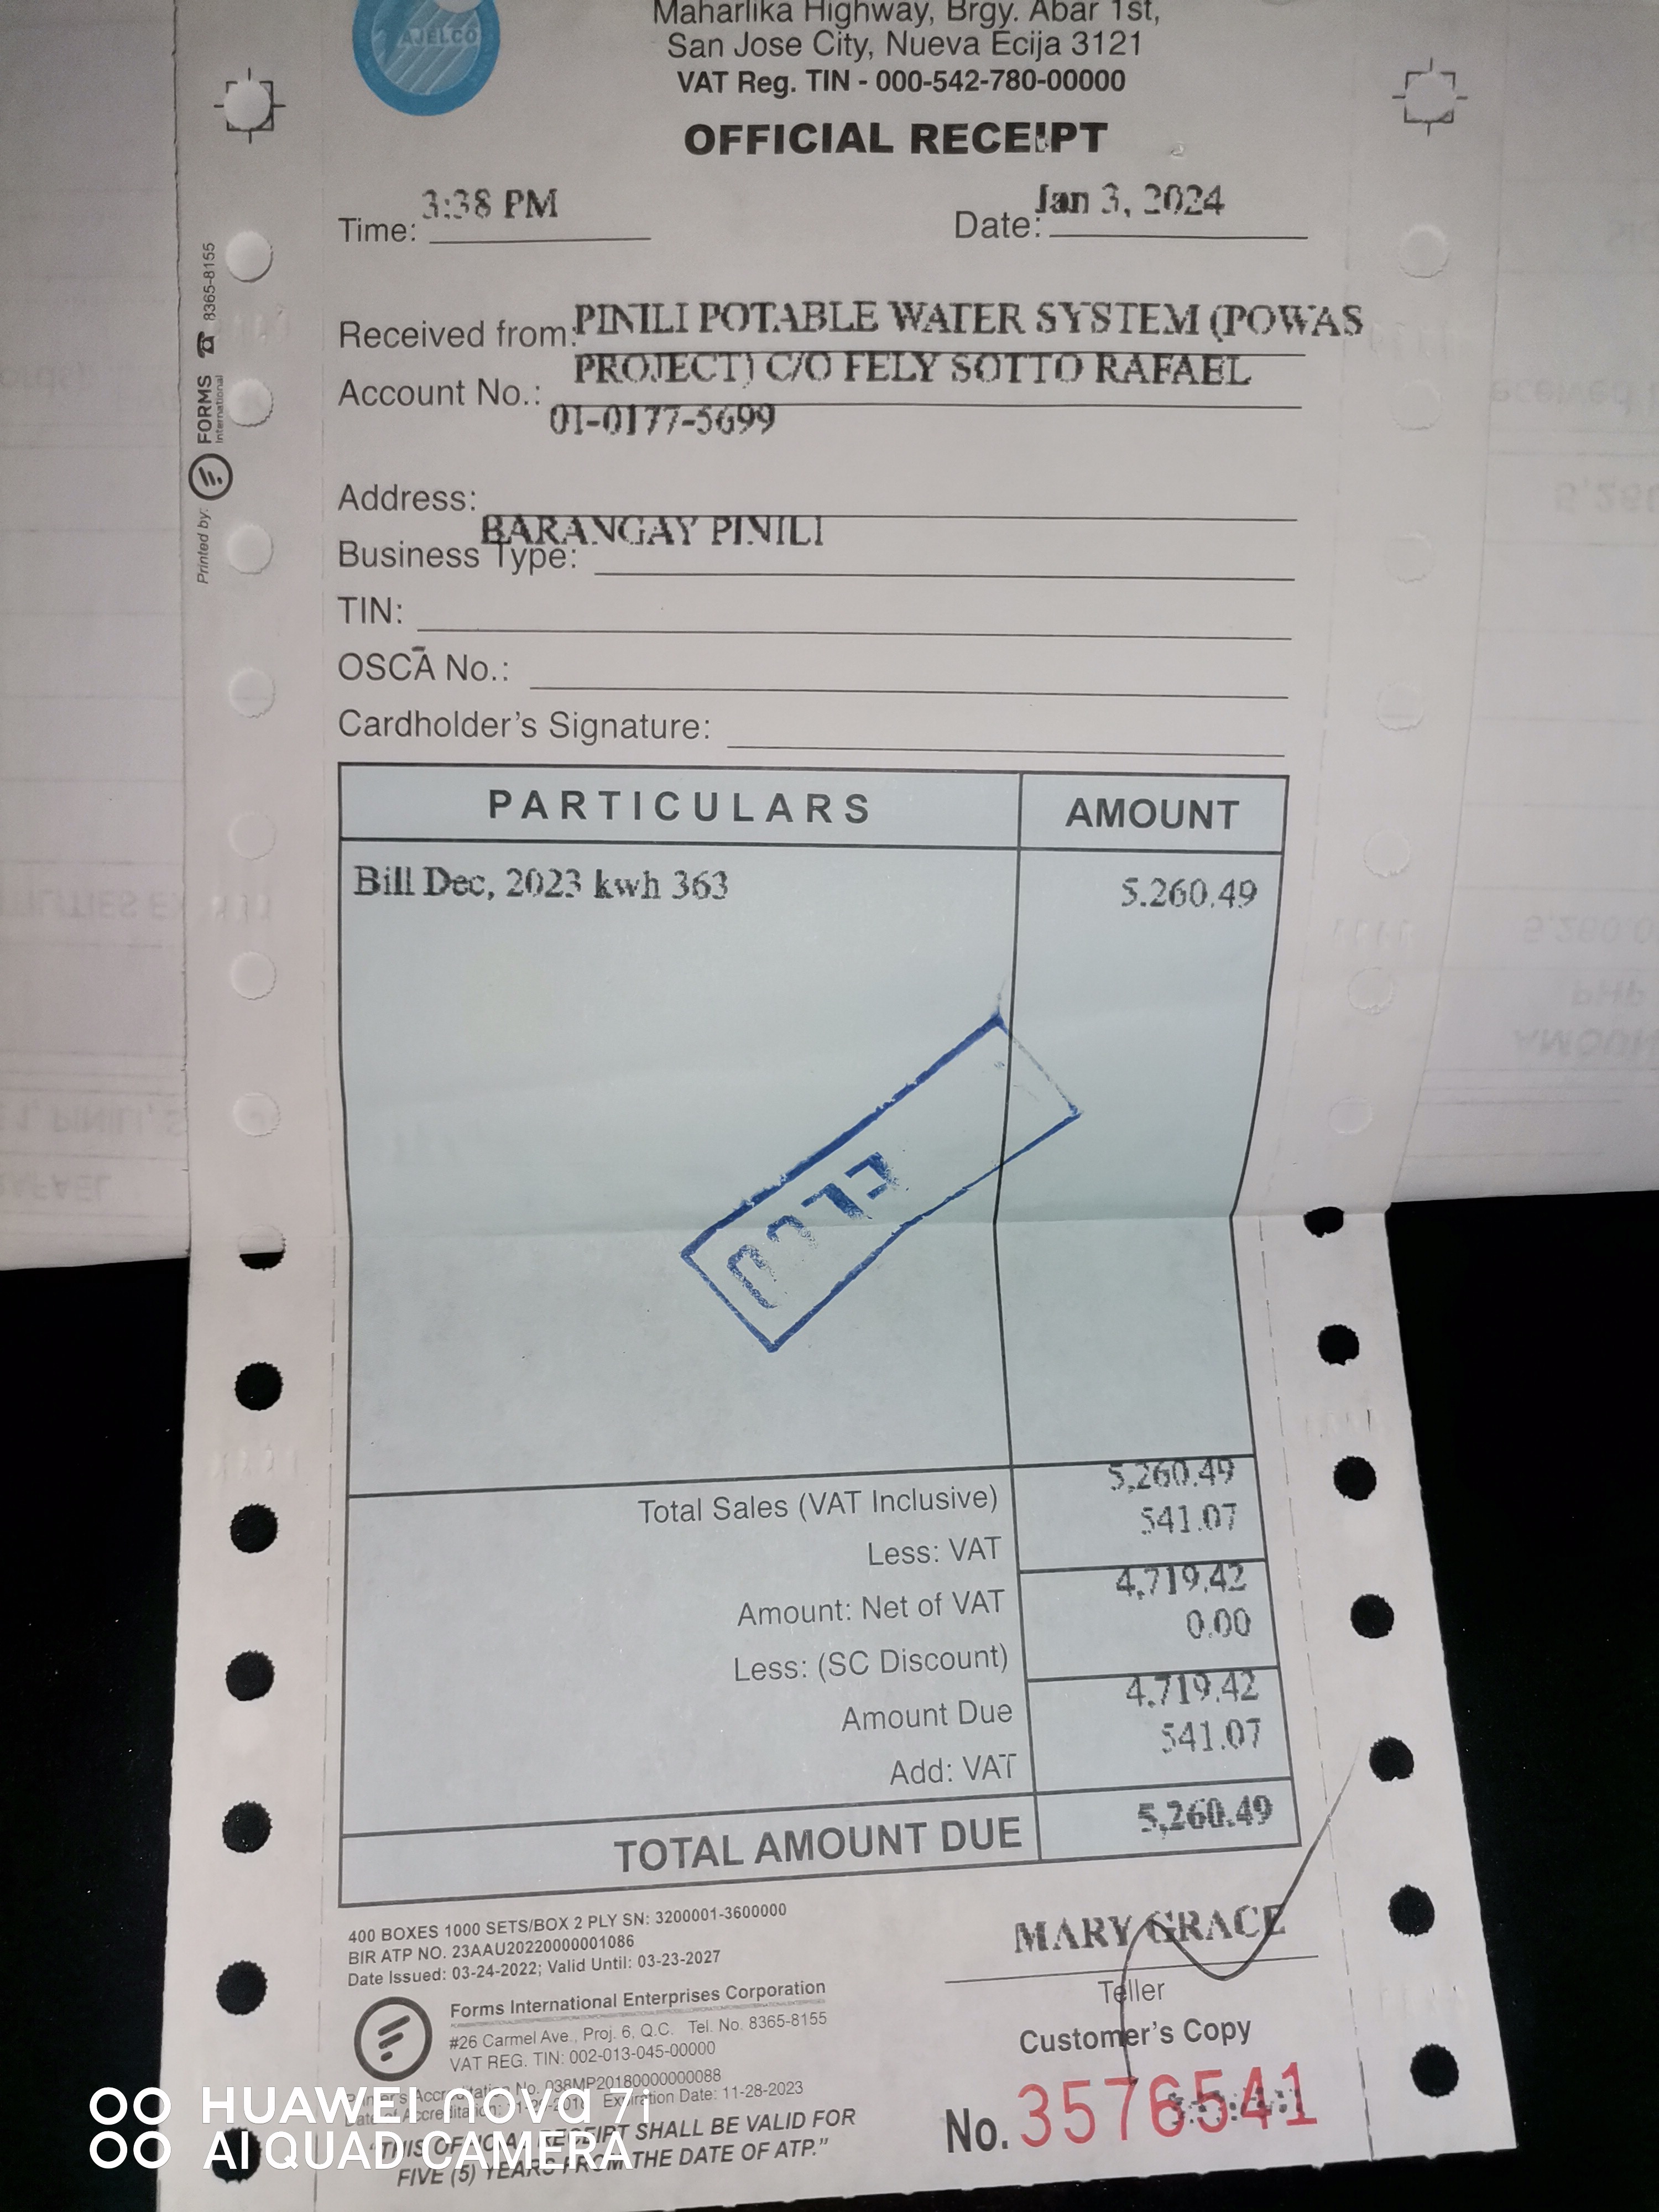 AJELCO
Maharlika Highway, Brgy. Abar 1st,
San Jose City, Nueva Ecija 3121
VAT Reg. TIN - 000-542-780-00000
OFFICIAL RECEIPT
Time: 3:38 PM
Date: Jan 3, 2024
Received from: PINILI POTABLE WATER SYSTEM (POWAS
PROJECT) C/O FELY SOTTO RAFAEL
Account No.: 01-0177-5699
Address: BARANGAY PINILI
Business Type:
TIN:
OSCA No.:
Cardholder's Signature:
PARTICULARS AMOUNT
Bill Dec, 2023 kwh 363 5.260.49
Total Sales (VAT Inclusive) 5,260.49
Less: VAT 541.07
Amount: Net of VAT 4,719.42
Less: (SC Discount) 0.00
Amount Due 4,719.42
Add: VAT 541.07
TOTAL AMOUNT DUE 5,260.49
400 BOXES 1000 SETS/BOX 2 PLY SN: 3200001-3600000
BIR ATP NO. 23AAU20220000001086
Date Issued: 03-24-2022; Valid Until: 03-23-2027
Forms International Enterprises Corporation
#26 Carmel Ave., Proj. 6, Q.C. Tel. No. 8365-8155
VAT REG. TIN: 002-013-045-00000
Printer's Accreditation No. 038MP20180000000088
Date of Accreditation: Expiration Date: 11-28-2023
"THIS OFFICIAL RECEIPT SHALL BE VALID FOR
FIVE (5) YEARS FROM THE DATE OF ATP."
MARY GRACE
Teller
Customer's Copy
No. 3576541
Printed by: FORMS International 8365-8155
HUAWEI nova 7i
AI QUAD CAMERA